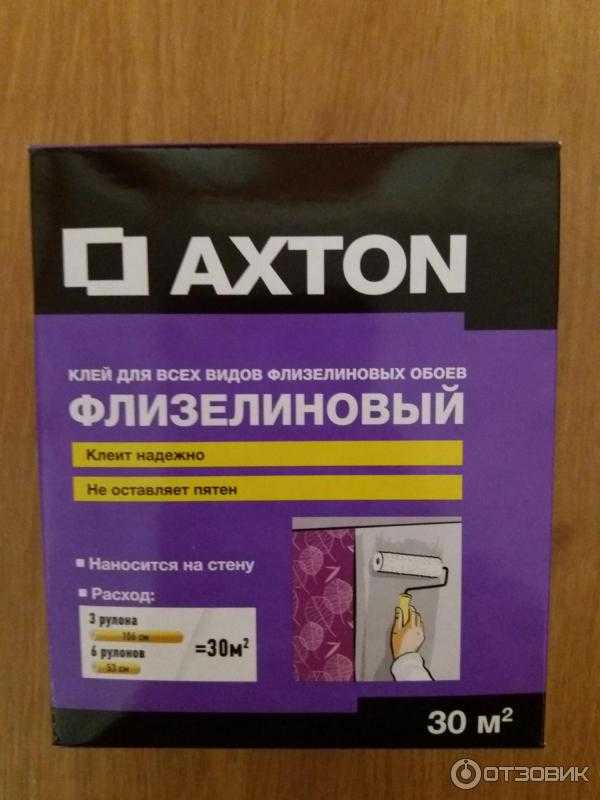 AXTON
КЛЕЙ ДЛЯ ВСЕХ ВИДОВ ФЛИЗЕЛИНОВЫХ ОБОЕВ
ФЛИЗЕЛИНОВЫЙ
Клеит надежно
Не оставляет пятен
Наносится на стену
Расход:
3 рулона
106 см
6 рулонов
53 см
=30м²
30 м²
ОТЗОВИК